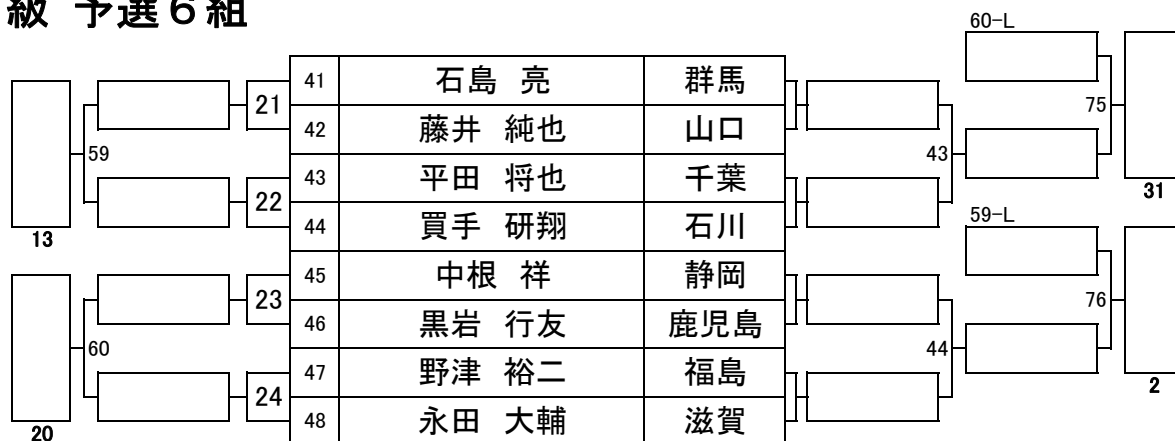 級 予選６組
60-L
41 石島 亮 群馬
21
75
42 藤井 純也 山口
59
43
43 平田 将也 千葉
22
31
44 買手 研翔 石川
59-L
13
45 中根 祥 静岡
23
76
46 黒岩 行友 鹿児島
60
44
47 野津 裕二 福島
24
2
48 永田 大輔 滋賀
20